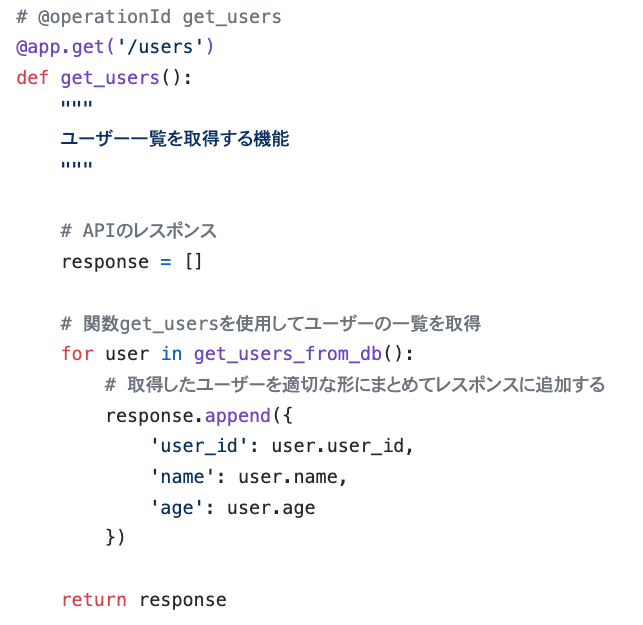 # @operationId get_users
@app.get('/users')
def get_users():
    """
    ユーザー一覧を取得する機能
    """

    # APIのレスポンス
    response = []

    # 関数get_usersを使用してユーザーの一覧を取得
    for user in get_users_from_db():
        # 取得したユーザーを適切な形にまとめてレスポンスに追加する
        response.append({
            'user_id': user.user_id,
            'name': user.name,
            'age': user.age
        })

    return response